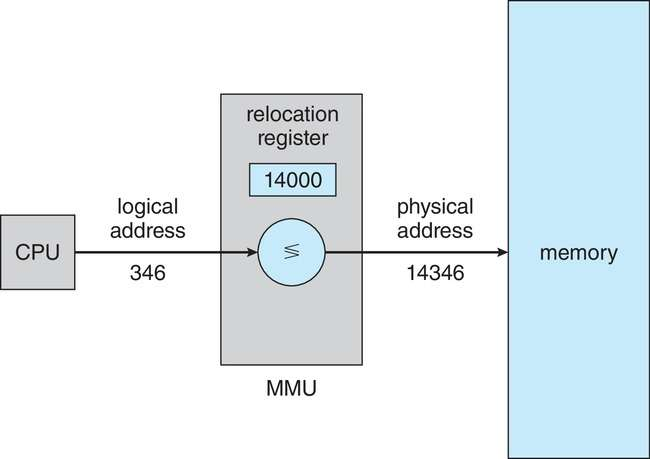 relocation
register
14000
logical
address
346
CPU
≶
physical
address
14346
memory
MMU